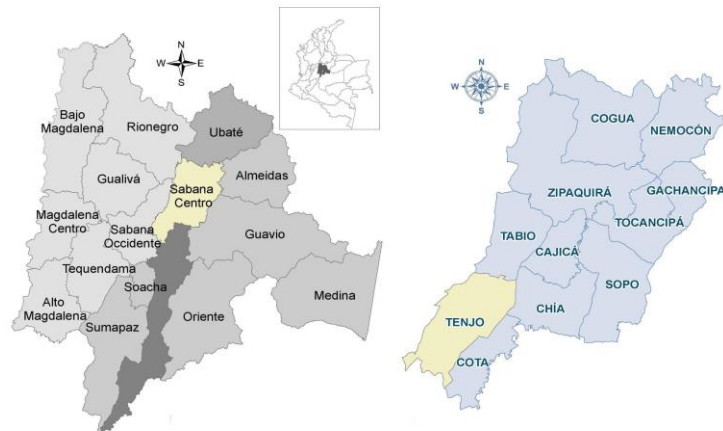 N
W E
S
Bajo
Magdalena
Rionegro
Ubaté
Gualivá
Sabana
Centro
Almeidas
Magdalena
Centro
Sabana
Occidente
Guavio
Tequendama
Soacha
Alto
Magdalena
Sumapaz
Oriente
Medina
N
W E
S
COGUA
NEMOCÓN
ZIPAQUIRÁ
GACHANCIPA
TOCANCIPÁ
TABIO
CAJICÁ
SOPO
CHÍA
TENJO
COTA